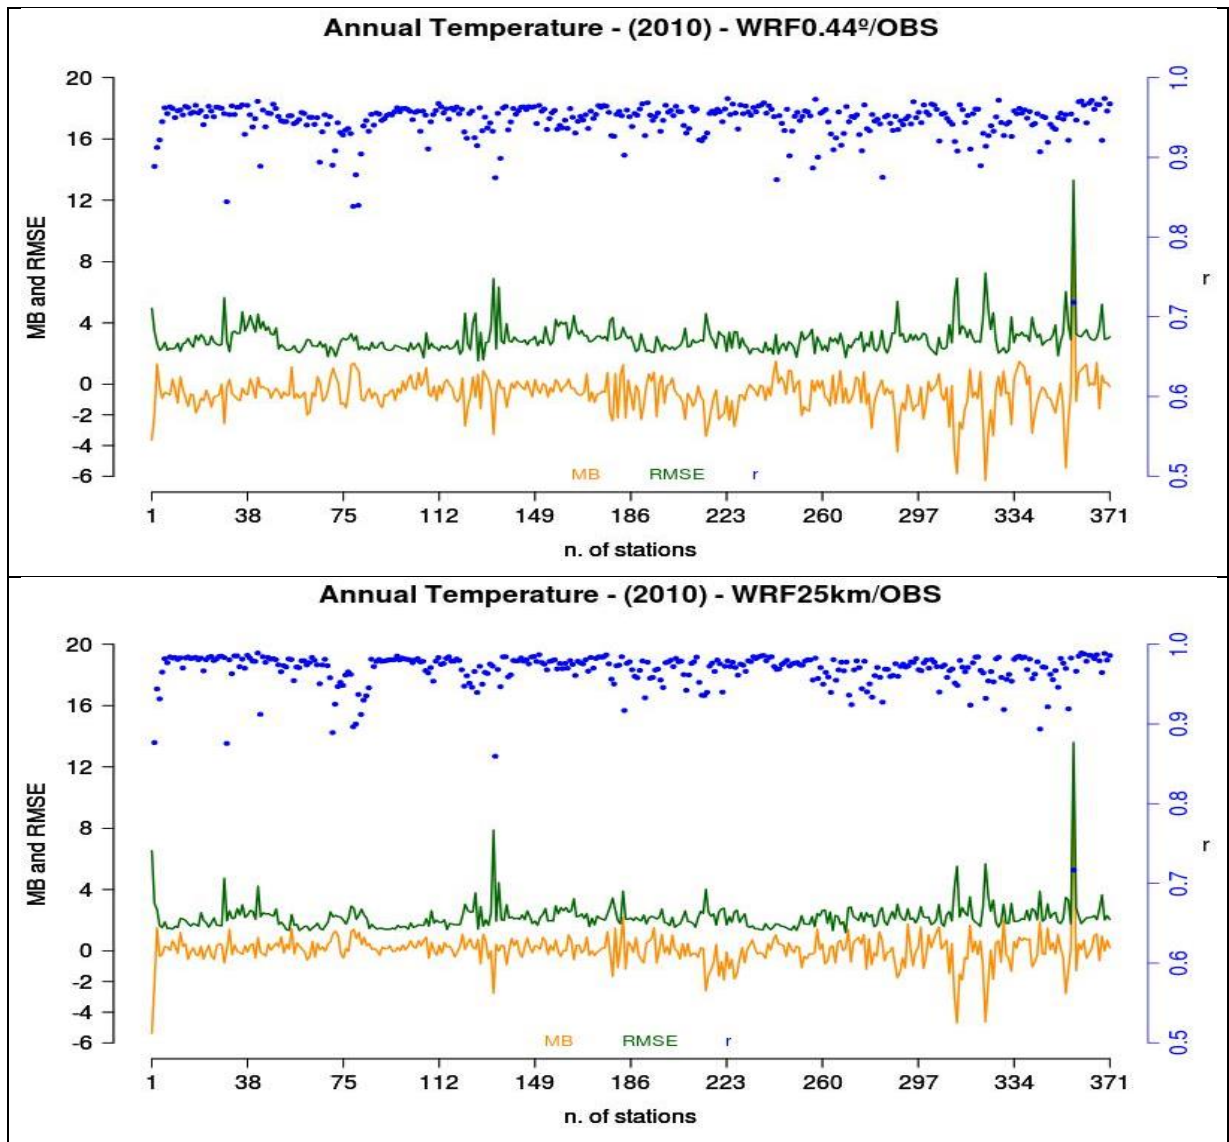 Annual Temperature - (2010) - WRF0.44º/OBS
20
16
12
8
4
0
-2
-4
-6
MB and RMSE
1.0
0.9
0.8
0.7
0.6
0.5
r
MB RMSE r
1 38 75 112 149 186 223 260 297 334 371
n. of stations
Annual Temperature - (2010) - WRF25km/OBS
20
16
12
8
4
0
-2
-4
-6
MB and RMSE
1.0
0.9
0.8
0.7
0.6
0.5
r
MB RMSE r
1 38 75 112 149 186 223 260 297 334 371
n. of stations